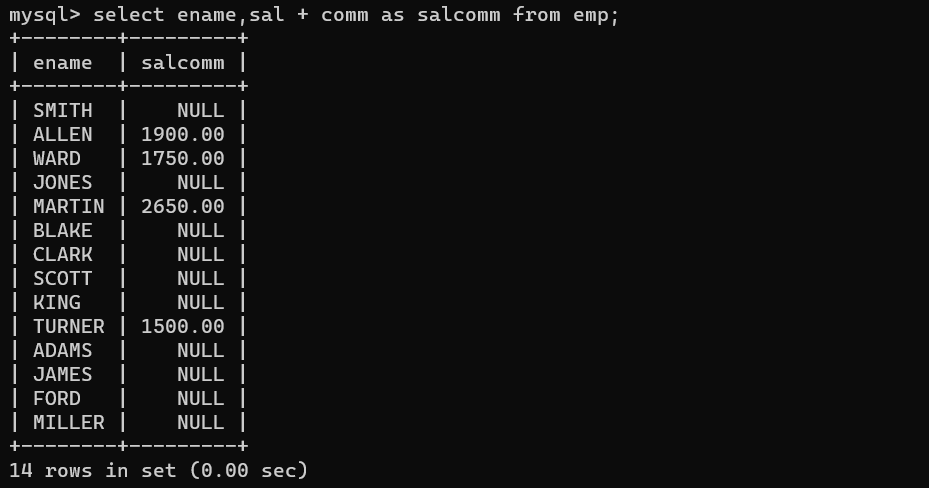 mysql> select ename,sal + comm as salcomm from emp;
+--------+---------+
| ename  | salcomm |
+--------+---------+
| SMITH  |    NULL |
| ALLEN  | 1900.00 |
| WARD   | 1750.00 |
| JONES  |    NULL |
| MARTIN | 2650.00 |
| BLAKE  |    NULL |
| CLARK  |    NULL |
| SCOTT  |    NULL |
| KING   |    NULL |
| TURNER | 1500.00 |
| ADAMS  |    NULL |
| JAMES  |    NULL |
| FORD   |    NULL |
| MILLER |    NULL |
+--------+---------+
14 rows in set (0.00 sec)